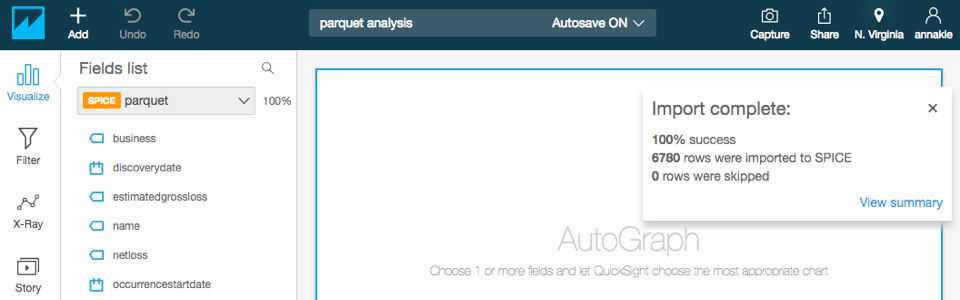 Add
Undo
Redo
parquet analysis
Autosave ON
Capture
Share
N. Virginia
annakie
Visualize
Filter
X-Ray
Story
Fields list
SPICE parquet
100%
business
discoverydate
estimatedgrossloss
name
netloss
occurrencestartdate
Import complete:
100% success
6780 rows were imported to SPICE
0 rows were skipped
View summary
AutoGraph
Choose 1 or more fields and let QuickSight choose the most appropriate chart